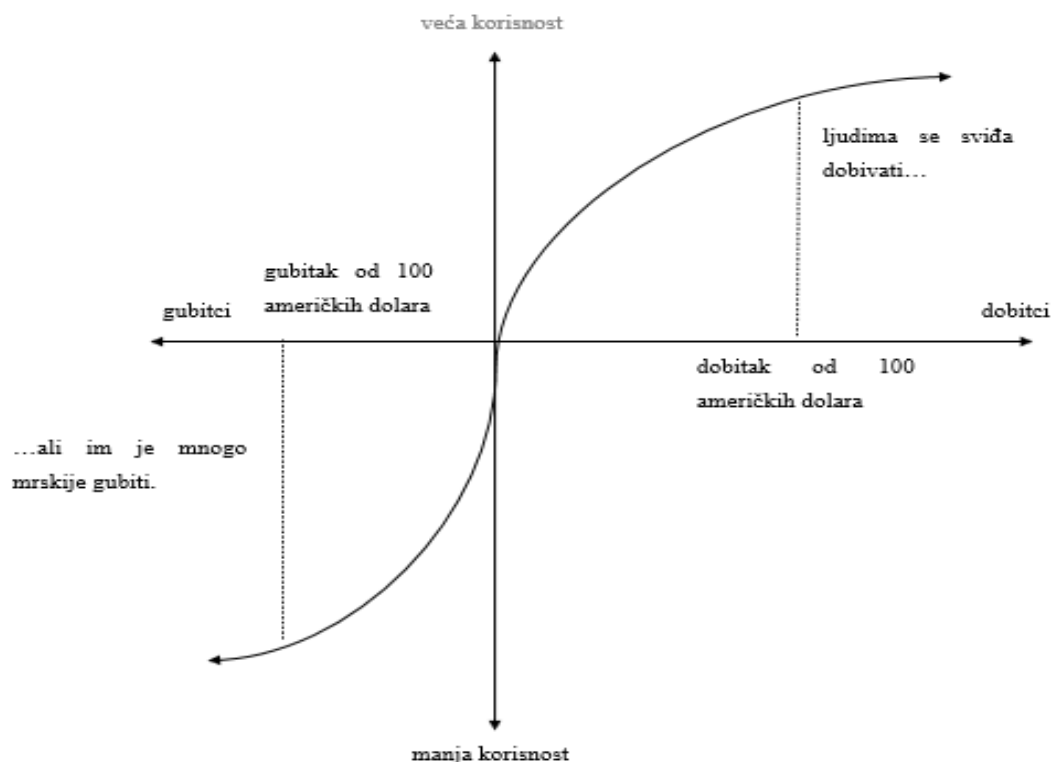 veća korisnost
ljudima se sviđa
dobivati…
gubitak od 100
američkih dolara
gubitci
dobitci
dobitak od 100
američkih dolara
…ali im je mnogo
mrskije gubiti.
manja korisnost